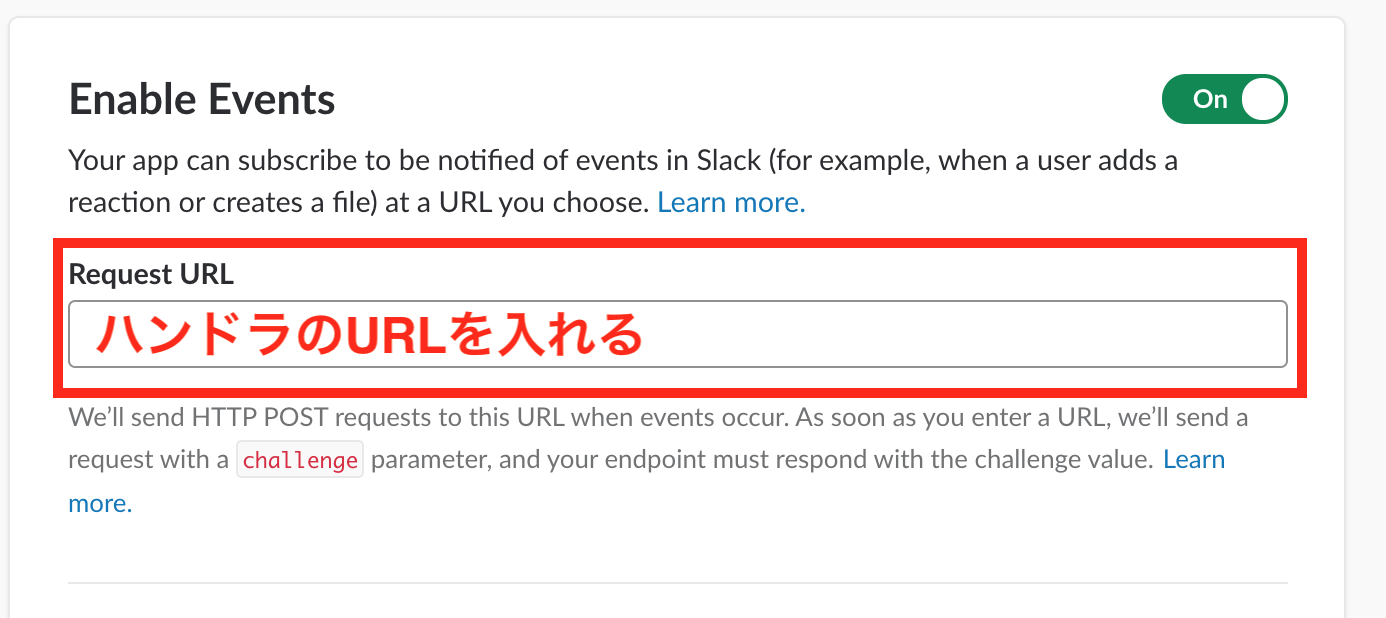 Enable Events
On
Your app can subscribe to be notified of events in Slack (for example, when a user adds a
reaction or creates a file) at a URL you choose. Learn more.
Request URL
ハンドラのURLを入れる
We’ll send HTTP POST requests to this URL when events occur. As soon as you enter a URL, we’ll send a
request with a challenge parameter, and your endpoint must respond with the challenge value. Learn
more.